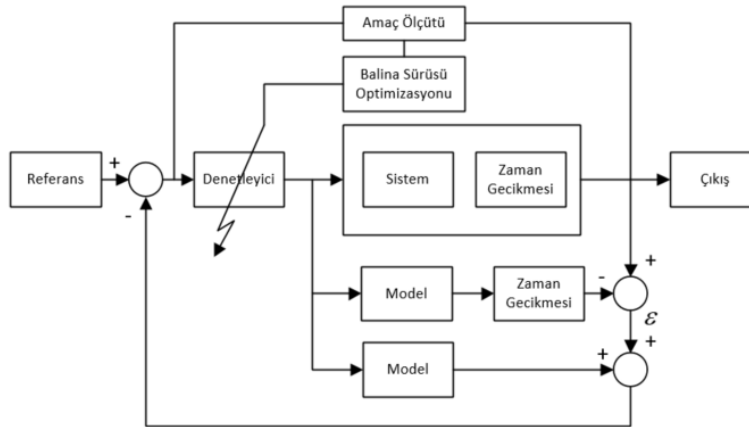 Amaç Ölçütü
Balina Sürüsü
Optimizasyonu
Referans
+
-
Denetleyici
Sistem
Zaman
Gecikmesi
Çıkış
Model
Zaman
Gecikmesi
-
+
ε
+
Model
+